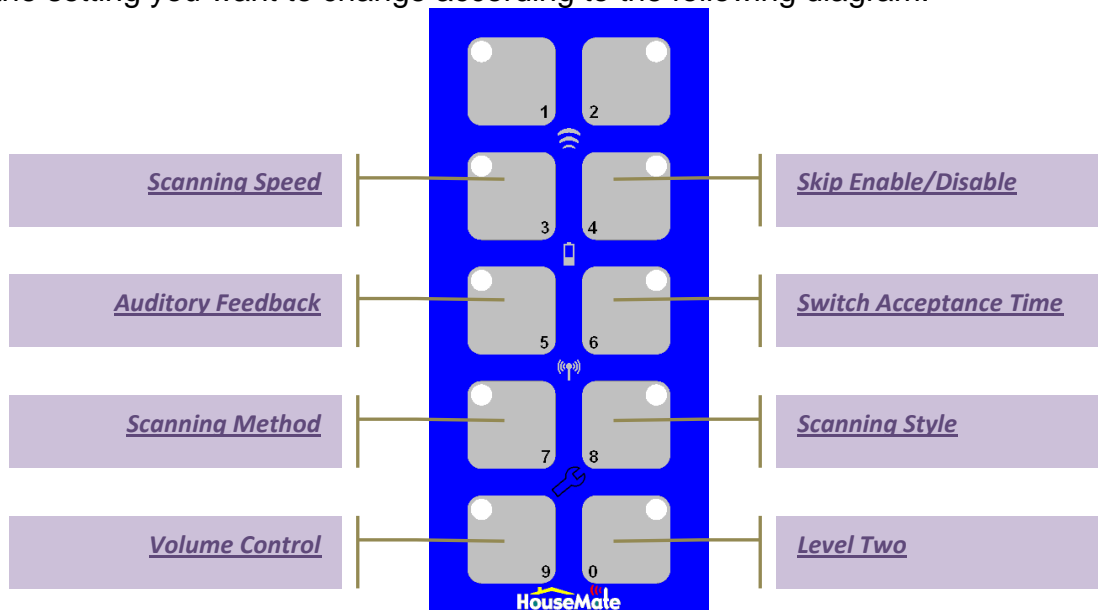 the setting you want to change according to the following diagram.
1 2
Scanning Speed
Skip Enable/Disable
3 4
Auditory Feedback
Switch Acceptance Time
5 6
Scanning Method
Scanning Style
7 8
Volume Control
Level Two
9 0
HouseMate